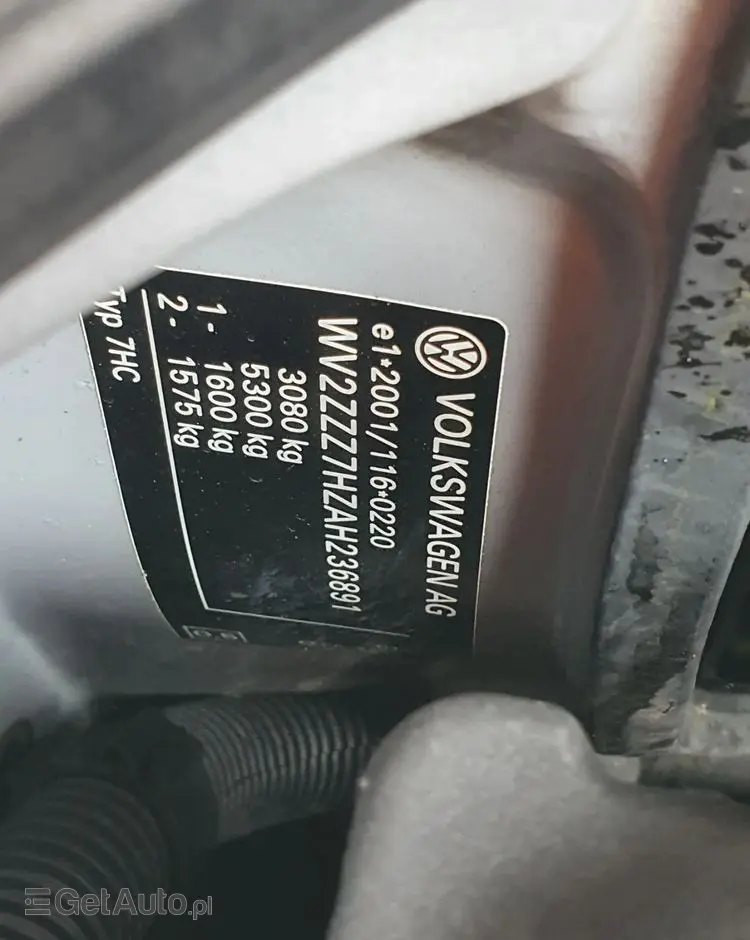 VOLKSWAGEN AG
e1*2001/116*0220
WV2ZZZ7HZAH236891
3080 kg
5300 kg
1- 1600 kg
2- 1575 kg
Typ 7HC
GetAuto.pl